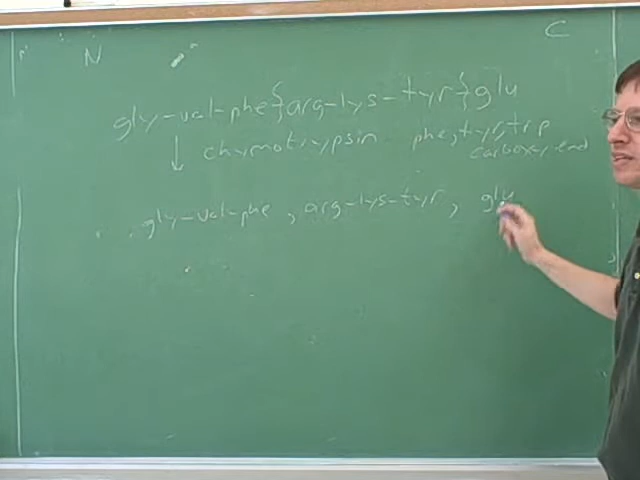 N C
gly-val-phe}arg-lys-tyr}glu
↓ chymotrypsin phe,tyr,trp
carboxy end
gly-val-phe, arg-lys-tyr, glu